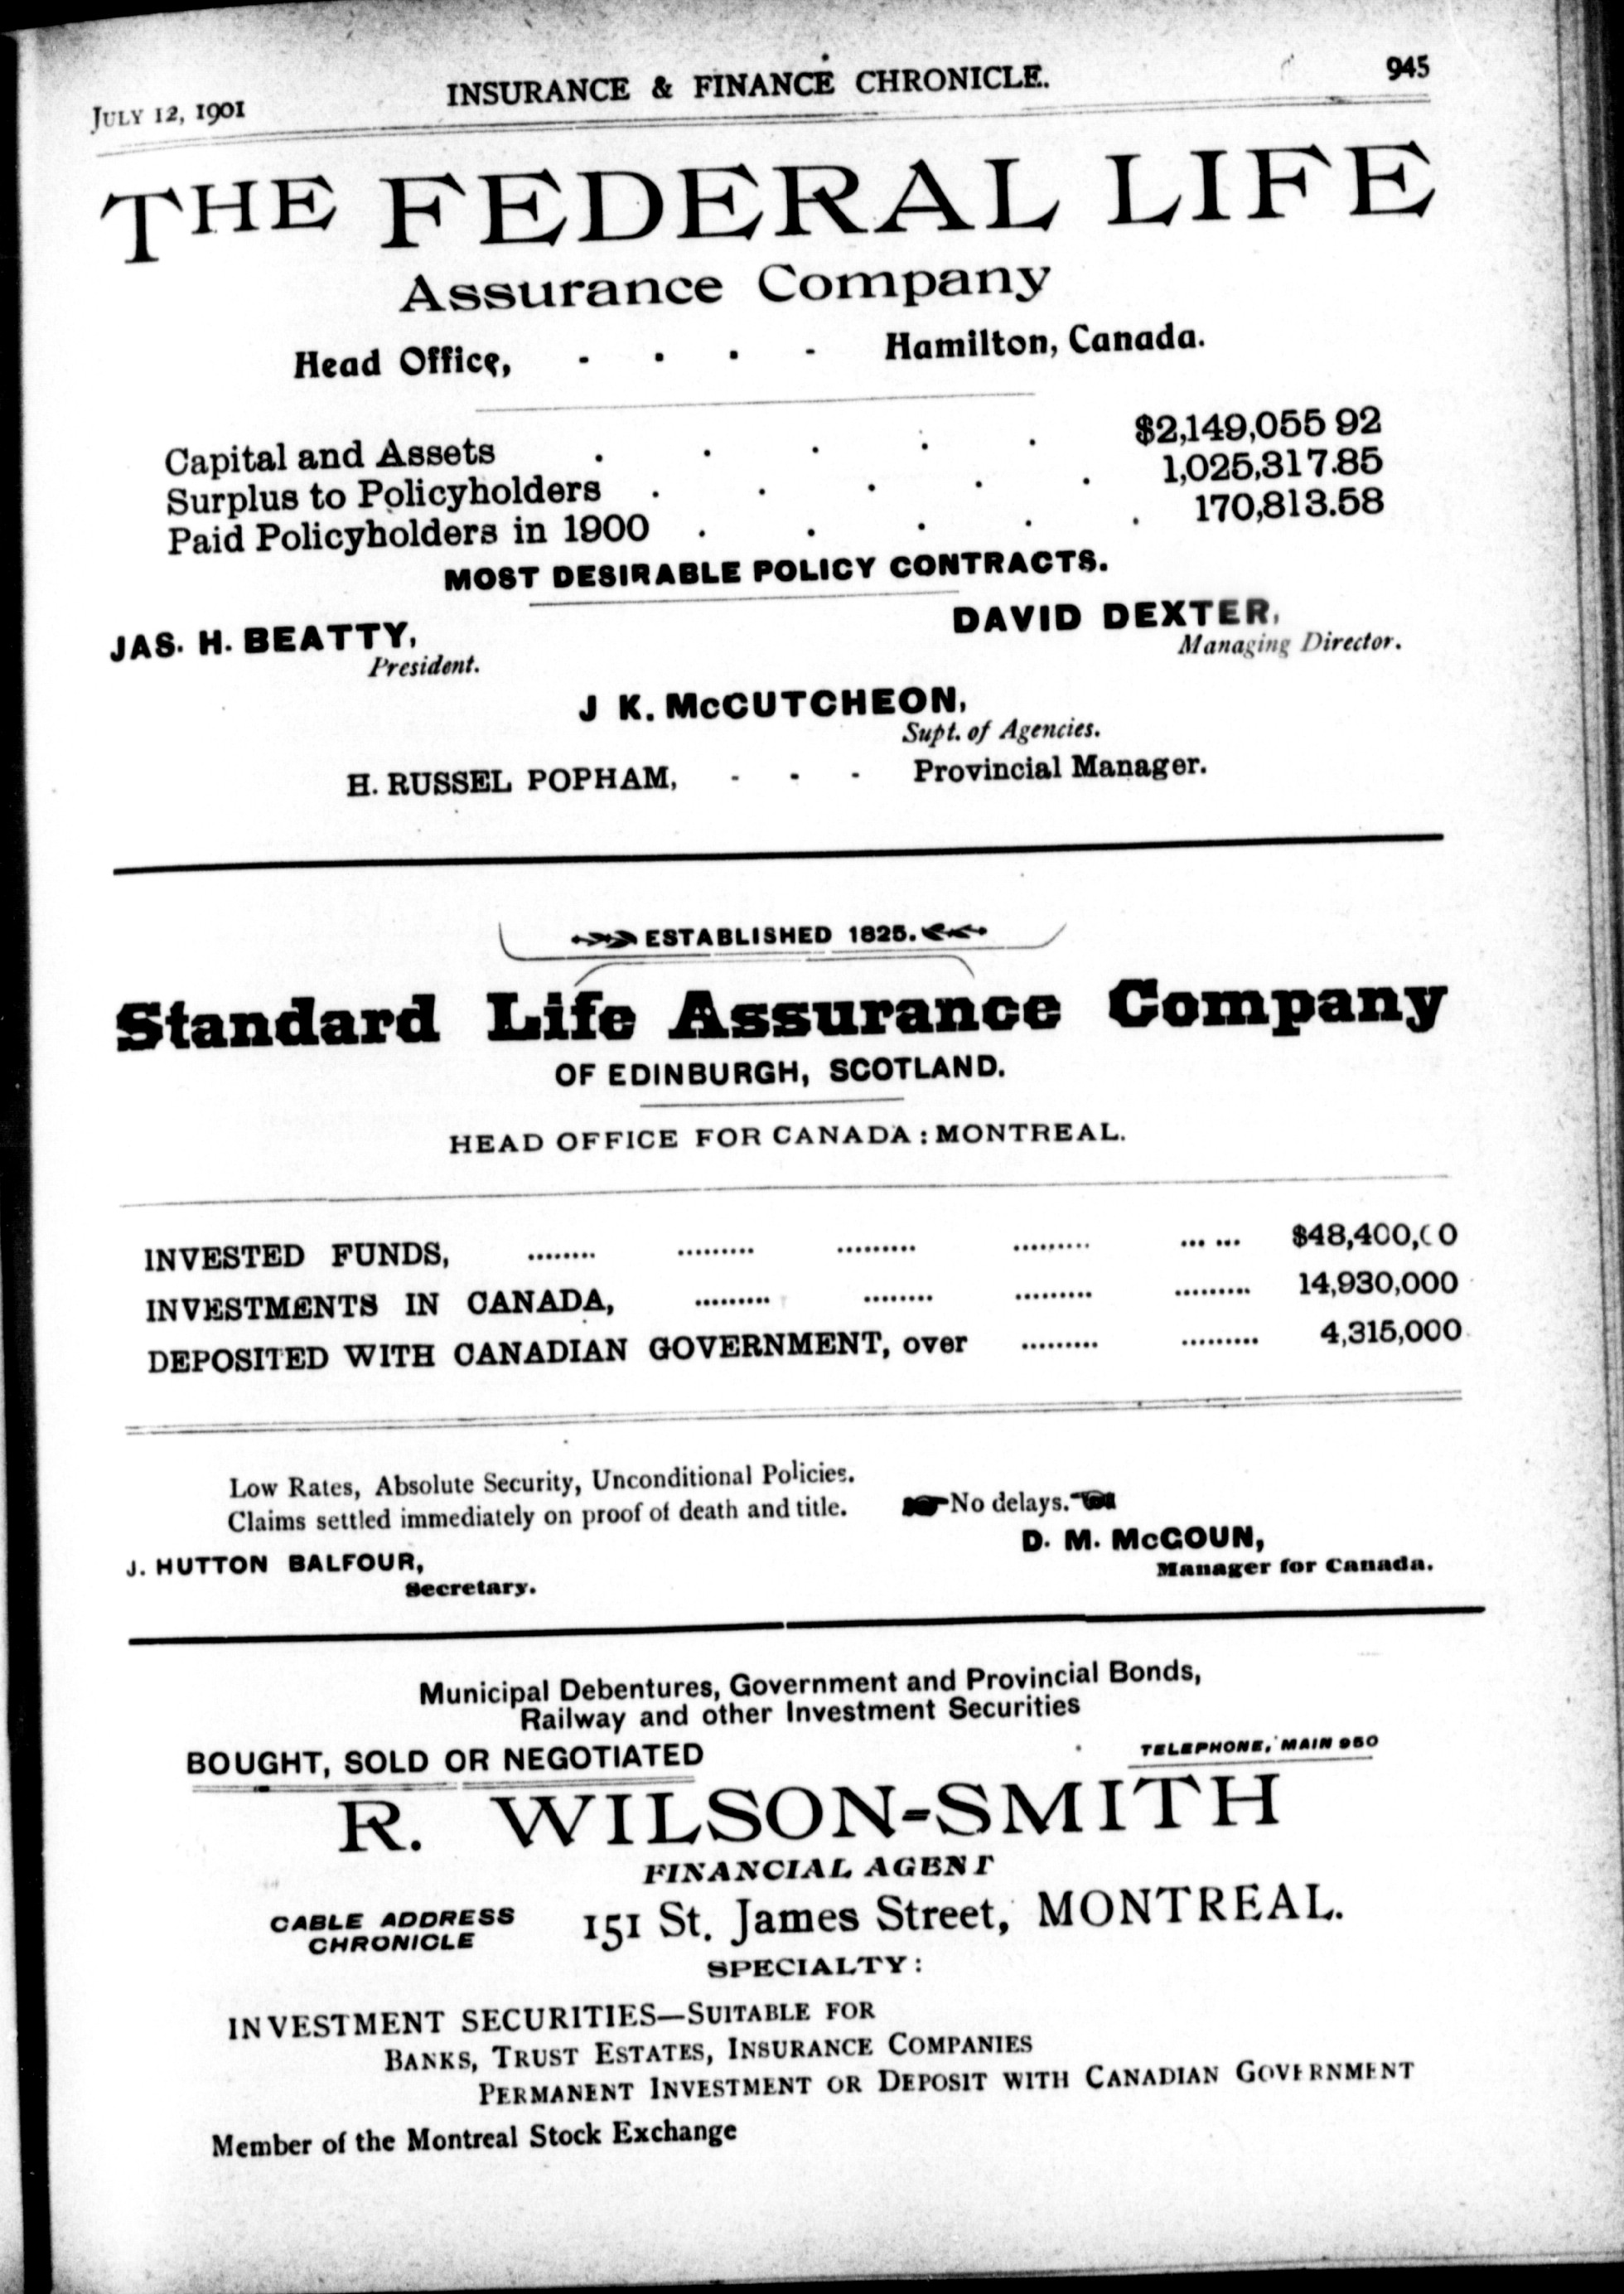 JULY 12, 1901 INSURANCE & FINANCE CHRONICLE. 945
THE FEDERAL LIFE
Assurance Company
Head Office, - - - - Hamilton, Canada.
Capital and Assets . . . . . $2,149,055 92
Surplus to Policyholders . . . . . 1,025,317.85
Paid Policyholders in 1900 . . . . . 170,813.58
MOST DESIRABLE POLICY CONTRACTS.
JAS. H. BEATTY, DAVID DEXTER,
President. Managing Director.
J K. McCUTCHEON,
Supt. of Agencies.
H. RUSSEL POPHAM, - - - Provincial Manager.
ESTABLISHED 1825.
Standard Life Assurance Company
OF EDINBURGH, SCOTLAND.
HEAD OFFICE FOR CANADA : MONTREAL.
INVESTED FUNDS, ........ ......... ......... ......... ... ...
INVESTMENTS IN CANADA, ......... ........ ......... ......... 14,930,000
DEPOSITED WITH CANADIAN GOVERNMENT, over ......... ......... 4,315,000
Low Rates, Absolute Security, Unconditional Policies.
Claims settled immediately on proof of death and title. No delays.
J. HUTTON BALFOUR, D. M. McGOUN,
Secretary. Manager for Canada.
Municipal Debentures, Government and Provincial Bonds,
Railway and other Investment Securities
BOUGHT, SOLD OR NEGOTIATED TELEPHONE, MAIN 950
R. WILSON-SMITH
FINANCIAL AGENT
CABLE ADDRESS 151 St. James Street, MONTREAL.
CHRONICLE
SPECIALTY:
INVESTMENT SECURITIES—SUITABLE FOR
BANKS, TRUST ESTATES, INSURANCE COMPANIES
PERMANENT INVESTMENT OR DEPOSIT WITH CANADIAN GOVERNMENT
Member of the Montreal Stock Exchange